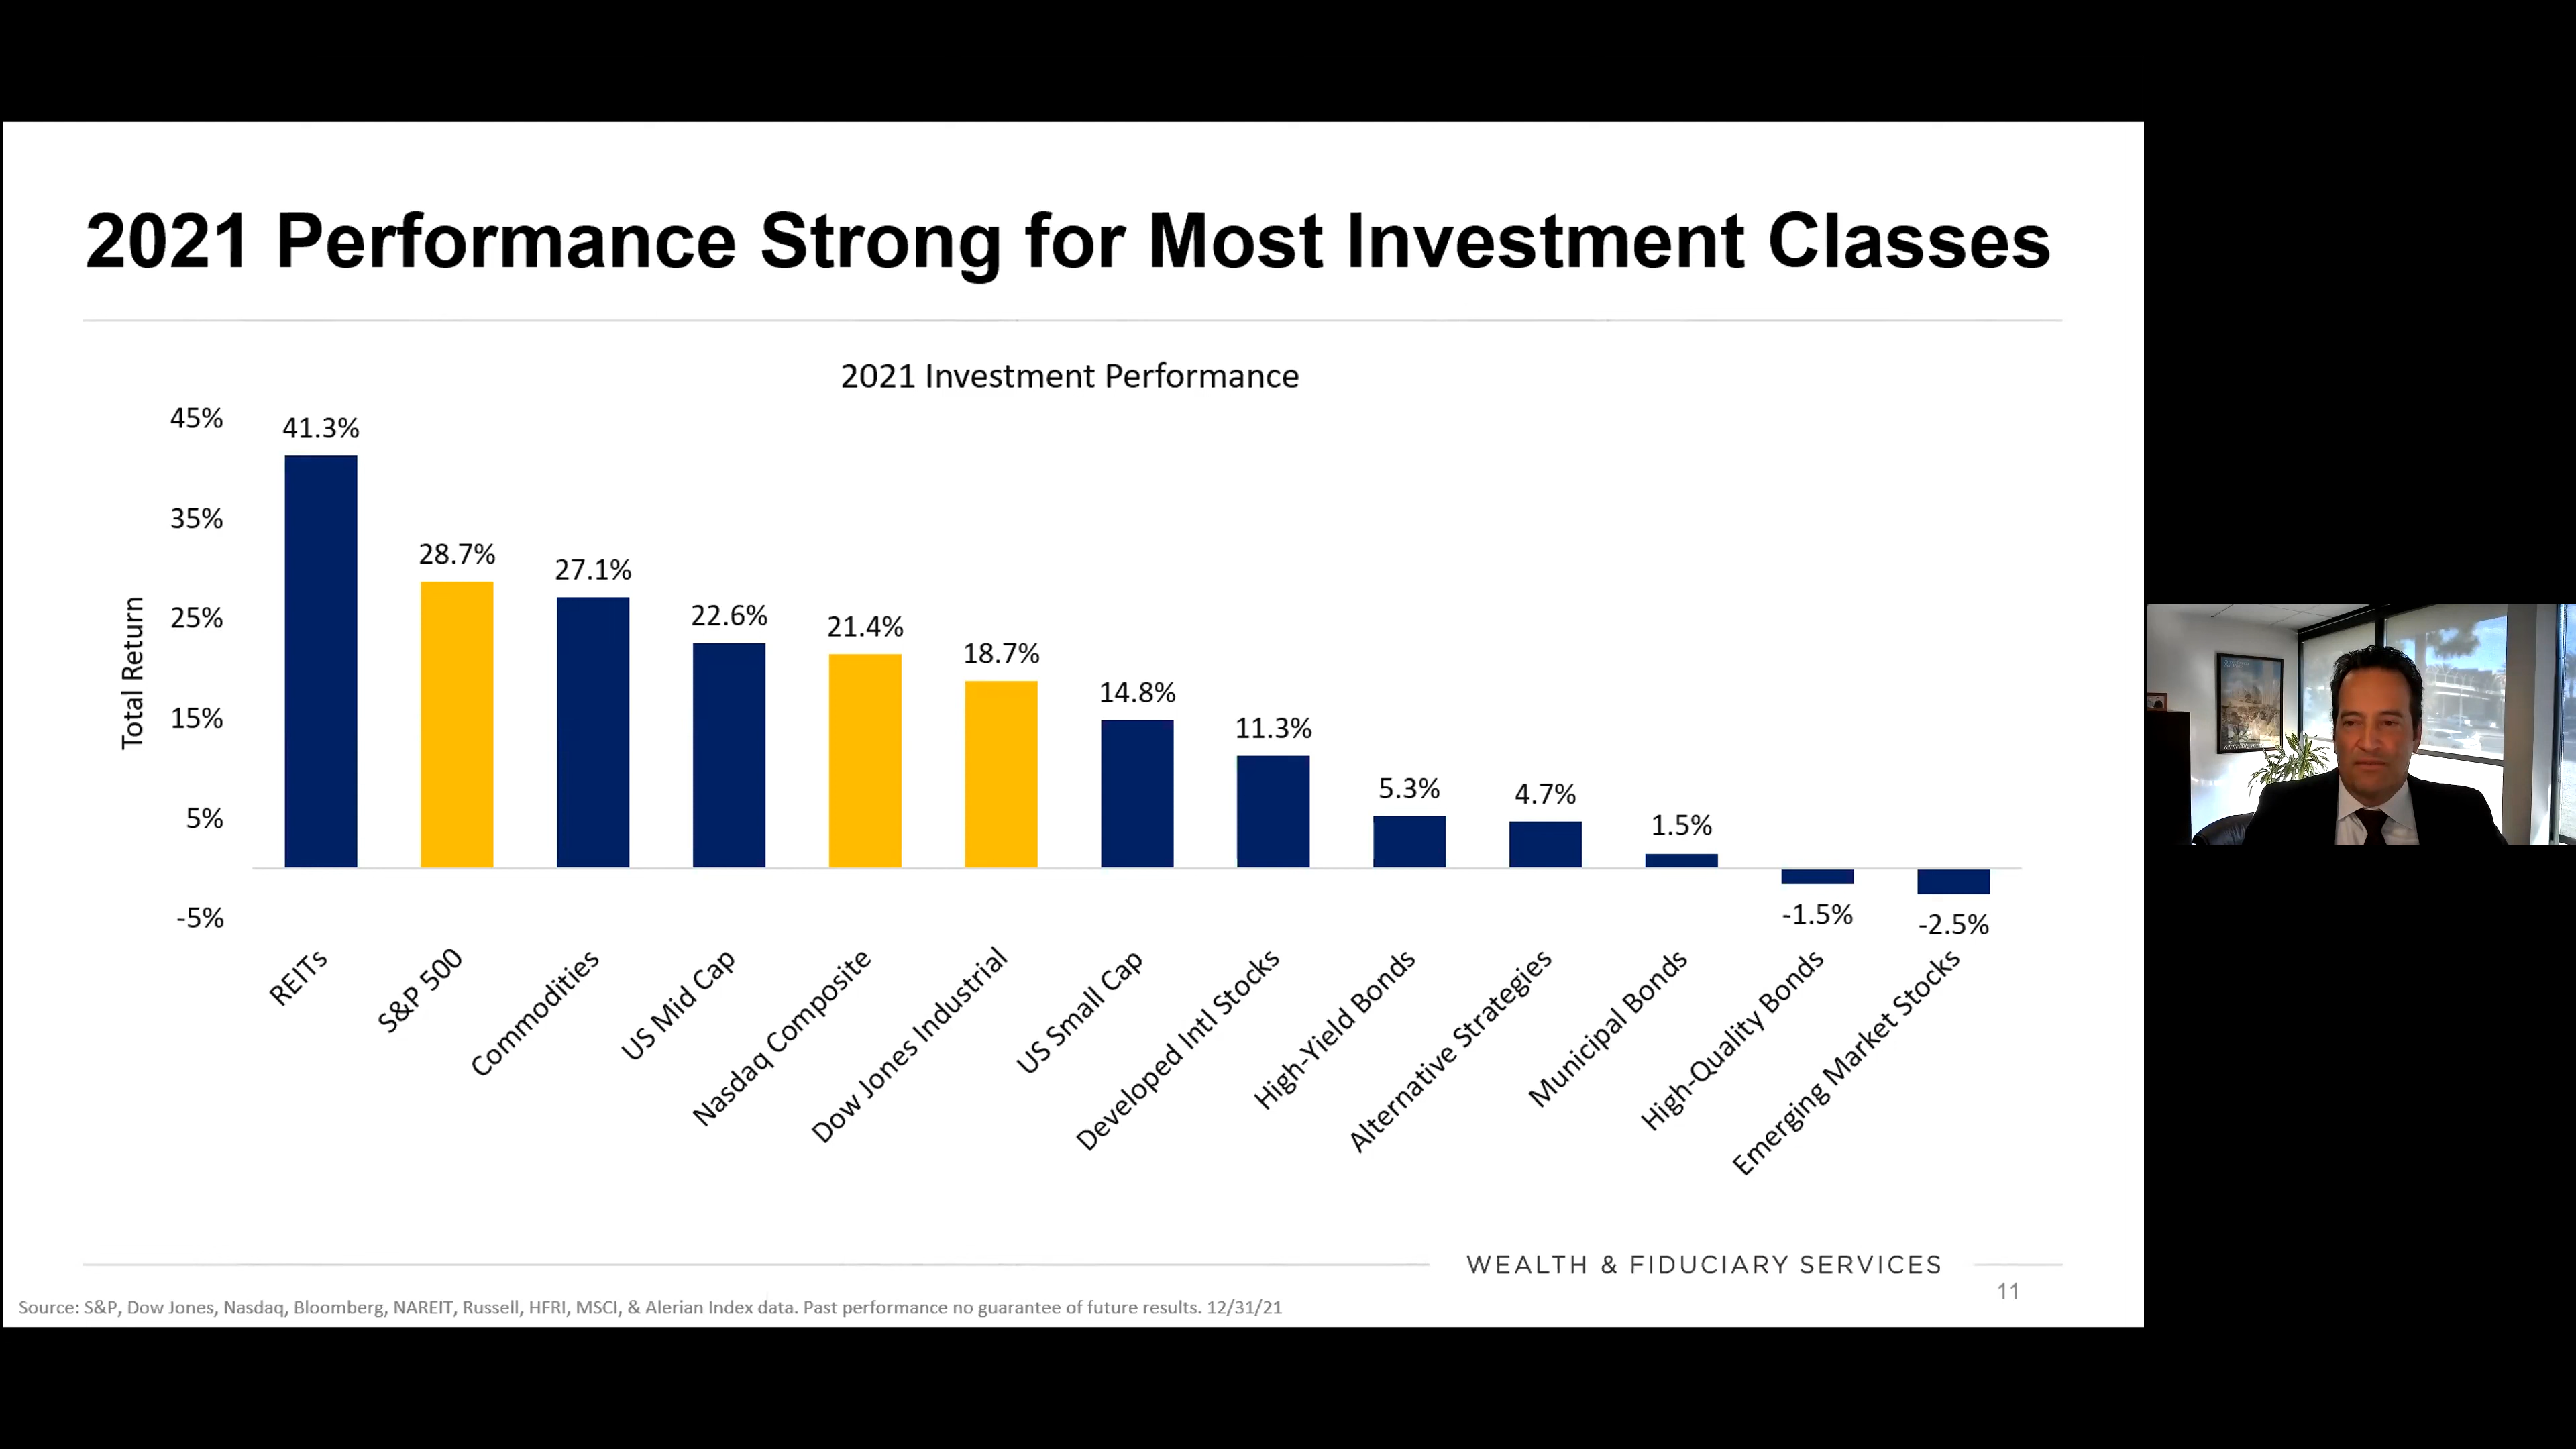 2021 Performance Strong for Most Investment Classes
2021 Investment Performance
Total Return
45%
35%
25%
15%
5%
-5%
41.3%
28.7%
27.1%
22.6%
21.4%
18.7%
14.8%
11.3%
5.3%
4.7%
1.5%
-1.5%
-2.5%
REITs
S&P 500
Commodities
US Mid Cap
Nasdaq Composite
Dow Jones Industrial
US Small Cap
Developed Intl Stocks
High-Yield Bonds
Alternative Strategies
Municipal Bonds
High-Quality Bonds
Emerging Market Stocks
WEALTH & FIDUCIARY SERVICES
11
Source: S&P, Dow Jones, Nasdaq, Bloomberg, NAREIT, Russell, HFRI, MSCI, & Alerian Index data. Past performance no guarantee of future results. 12/31/21